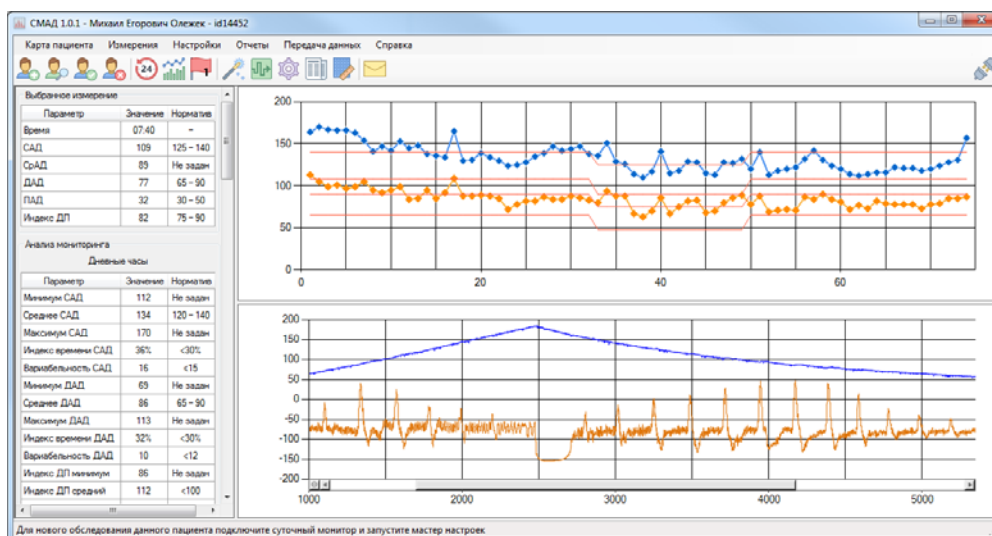 СМАД 1.0.1 - Михаил Егорович Олежек - id14452
Карта пациента Измерения Настройки Отчеты Передача данных Справка
24 1
Выбранное измерение
Параметр Значение Норматив
Время 07:40 –
САД 109 125 – 140
СрАД 89 Не задан
ДАД 77 65 – 90
ПАД 32 30 – 50
Индекс ДП 82 75 – 90
Анализ мониторинга
Дневные часы
Параметр Значение Норматив
Минимум САД 112 Не задан
Среднее САД 134 120 – 140
Максимум САД 170 Не задан
Индекс времени САД 36% <30%
Вариабельность САД 16 <15
Минимум ДАД 69 Не задан
Среднее ДАД 86 65 – 90
Максимум ДАД 113 Не задан
Индекс времени ДАД 32% <30%
Вариабельность ДАД 10 <12
Индекс ДП минимум 86 Не задан
Индекс ДП средний 112 <100
200
150
100
50
0
0 20 40 60
200
150
100
50
0
-50
-100
-150
-200
1000 2000 3000 4000 5000
Для нового обследования данного пациента подключите суточный монитор и запустите мастер настроек